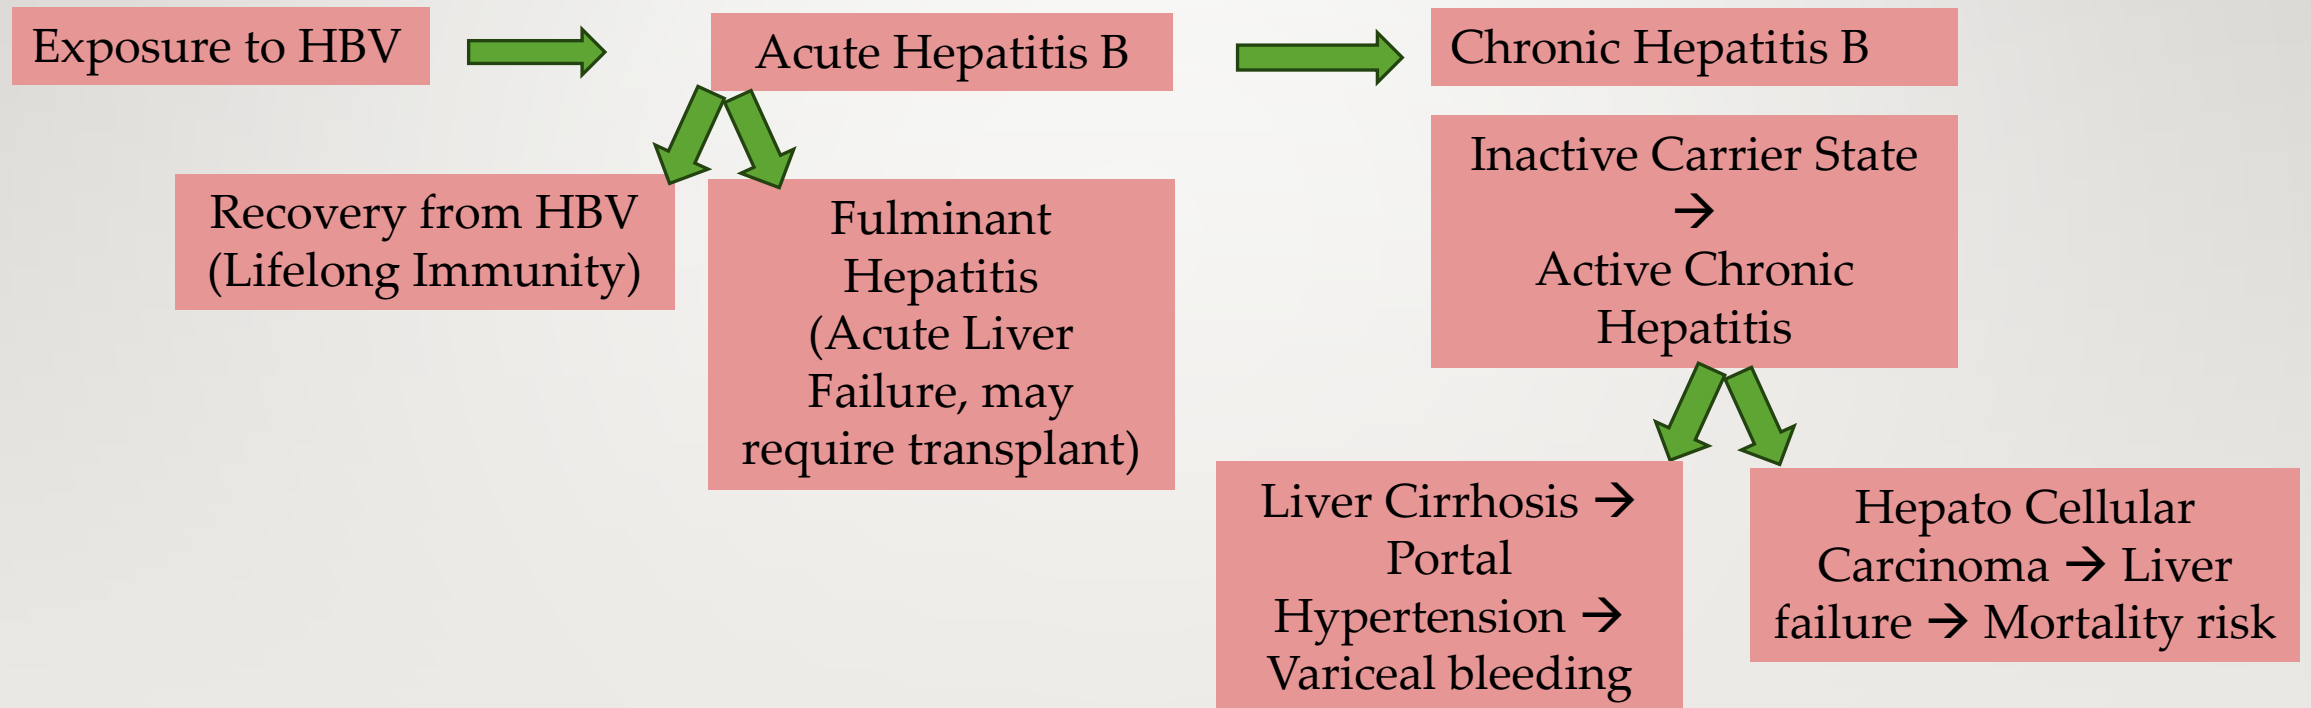 Exposure to HBV
Acute Hepatitis B
Chronic Hepatitis B
Recovery from HBV
(Lifelong Immunity)
Fulminant
Hepatitis
(Acute Liver
Failure, may
require transplant)
Inactive Carrier State
→
Active Chronic
Hepatitis
Liver Cirrhosis →
Portal
Hypertension →
Variceal bleeding
Hepato Cellular
Carcinoma → Liver
failure → Mortality risk